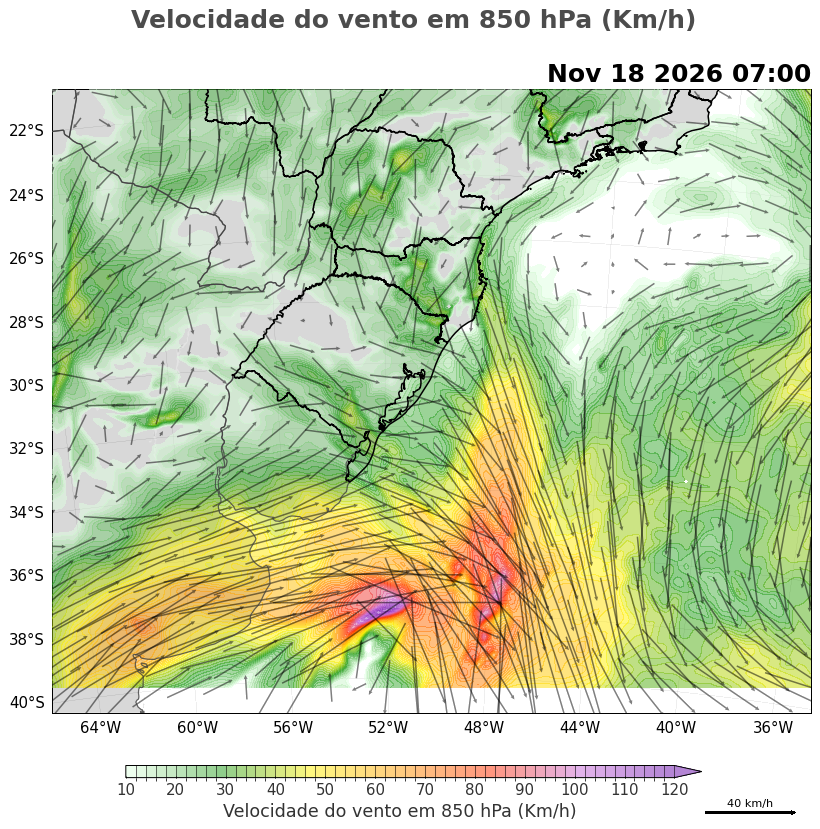 Velocidade do vento em 850 hPa (Km/h)
Nov 18 2026 07:00
22°S
24°S
26°S
28°S
30°S
32°S
34°S
36°S
38°S
40°S
64°W 60°W 56°W 52°W 48°W 44°W 40°W 36°W
10 20 30 40 50 60 70 80 90 100 110 120
Velocidade do vento em 850 hPa (Km/h)
40 km/h